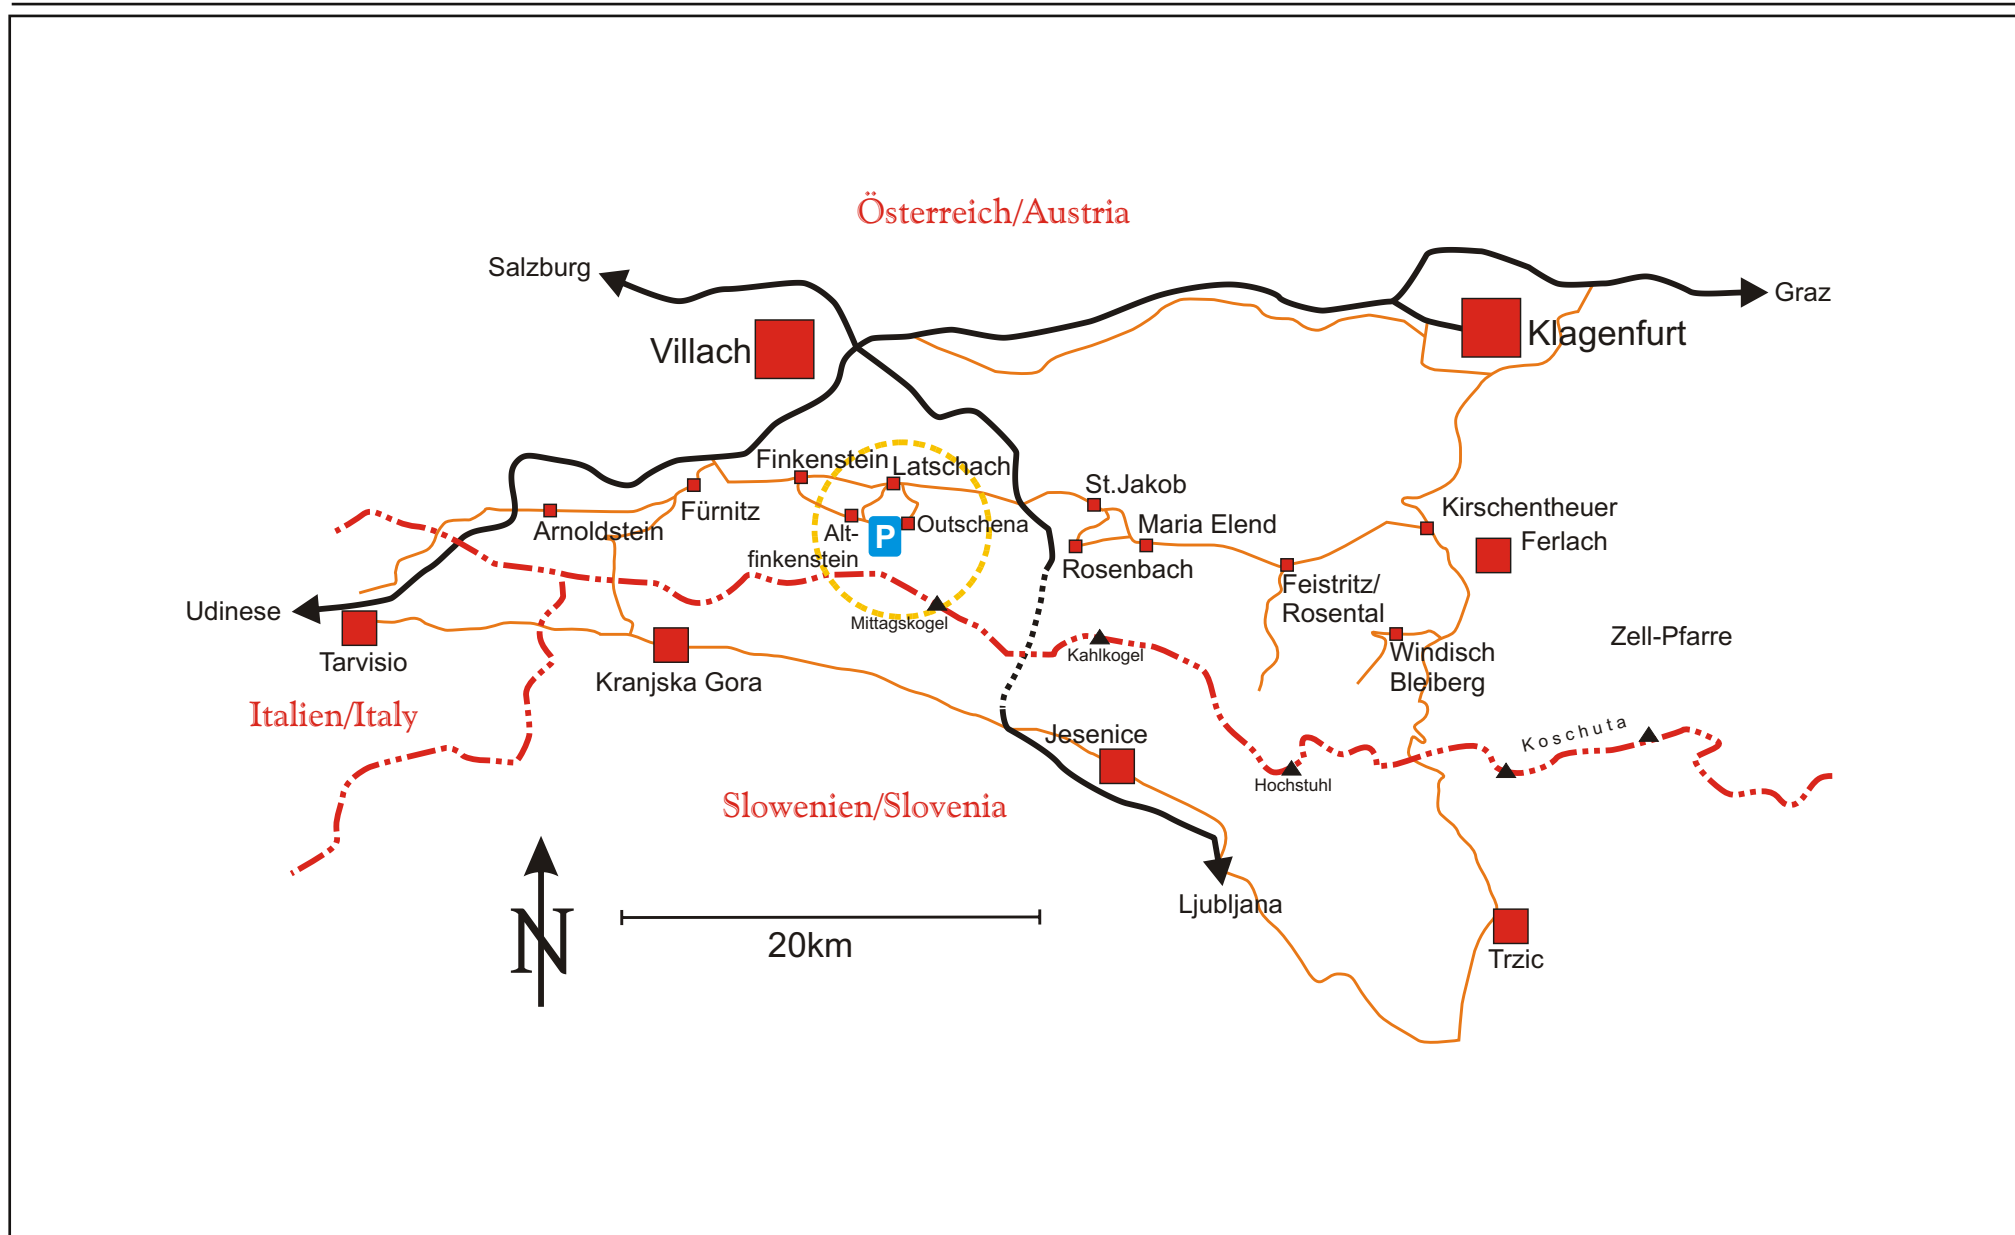 Österreich/Austria
Salzburg
Graz
Villach
Klagenfurt
Finkenstein
Latschach
St.Jakob
Kirschentheuer
Fürnitz
Arnoldstein
Alt-
finkenstein
P
Outschena
Maria Elend
Ferlach
Rosenbach
Feistritz/
Rosental
Udinese
Mittagskogel
Zell-Pfarre
Tarvisio
Kahlkogel
Windisch
Bleiberg
Kranjska Gora
Italien/Italy
Jesenice
Koschuta
Hochstuhl
Slowenien/Slovenia
Ljubljana
N
20km
Trzic